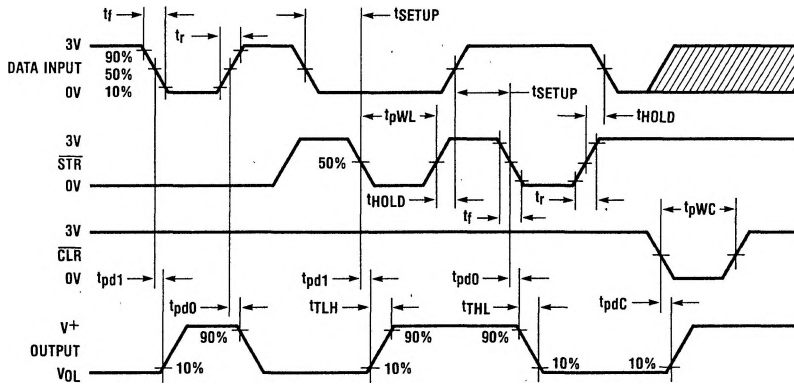 tf
tr
tSETUP
3V
90%
DATA INPUT 50%
10%
0V
tSETUP
tpWL
tHOLD
3V
STR
50%
0V
tHOLD
tf
tr
3V
CLR
0V
tpWC
tpd1
tpd0
tpd1
tTLH
tpd0
tTHL
tpdC
V+
OUTPUT
VOL
10%
90%
10%
90%
90%
10%
10%